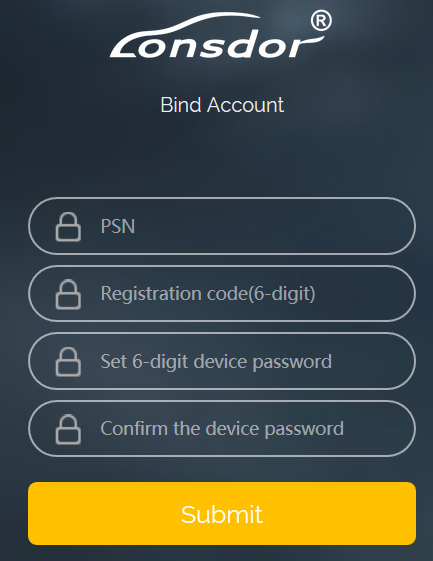 Lonsdor®
Bind Account
PSN
Registration code(6-digit)
Set 6-digit device password
Confirm the device password
Submit